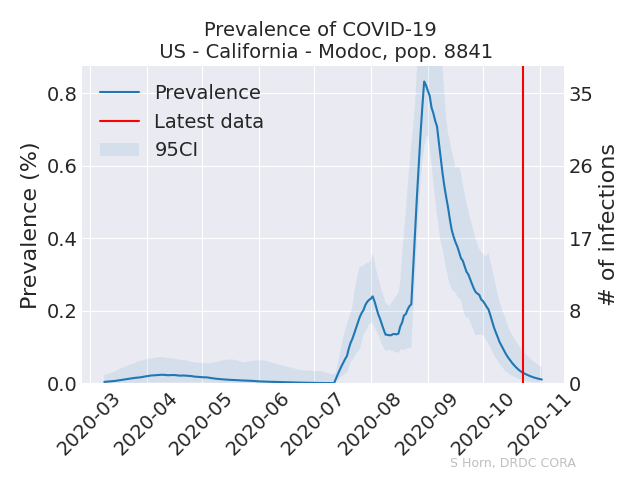 Prevalence of COVID-19
US - California - Modoc, pop. 8841
Prevalence
Latest data
95CI
Prevalence (%)
0.8
0.6
0.4
0.2
0.0
35
26
17
8
0
# of infections
2020-03
2020-04
2020-05
2020-06
2020-07
2020-08
2020-09
2020-10
2020-11
S Horn, DRDC CORA